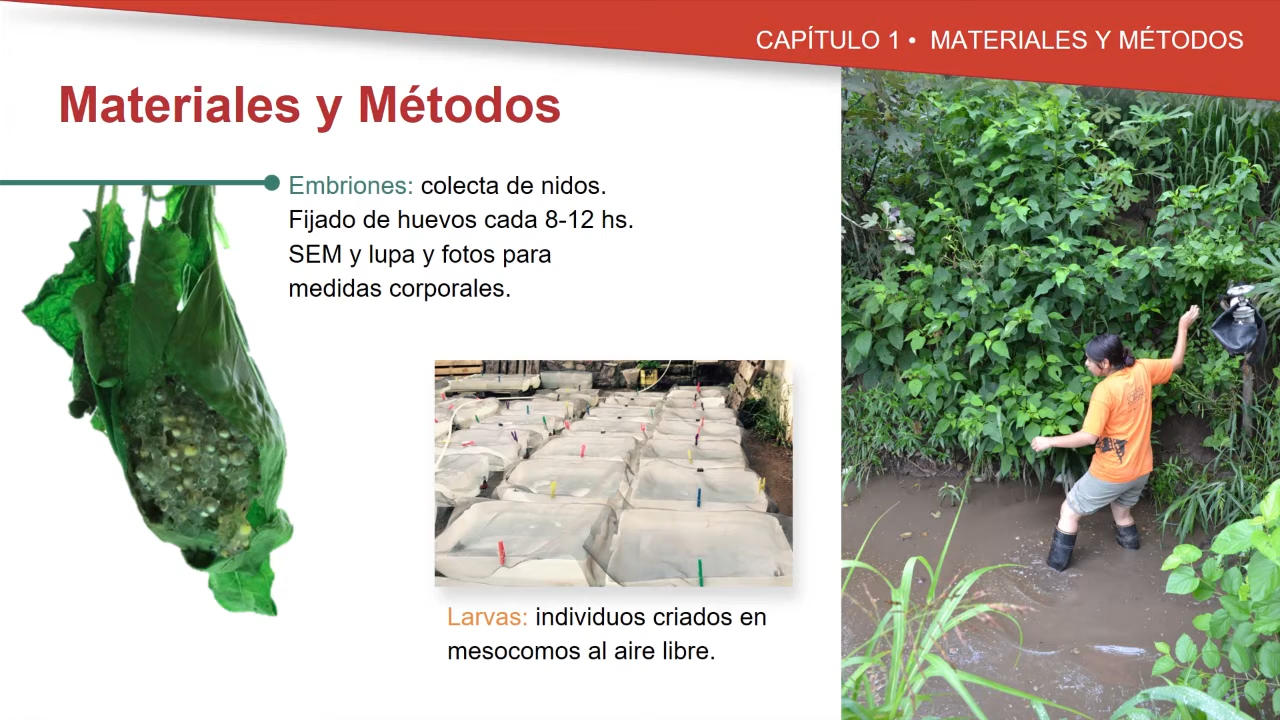 CAPÍTULO 1 • MATERIALES Y MÉTODOS
Materiales y Métodos
Embriones: colecta de nidos.
Fijado de huevos cada 8-12 hs.
SEM y lupa y fotos para
medidas corporales.
Larvas: individuos criados en
mesocomos al aire libre.